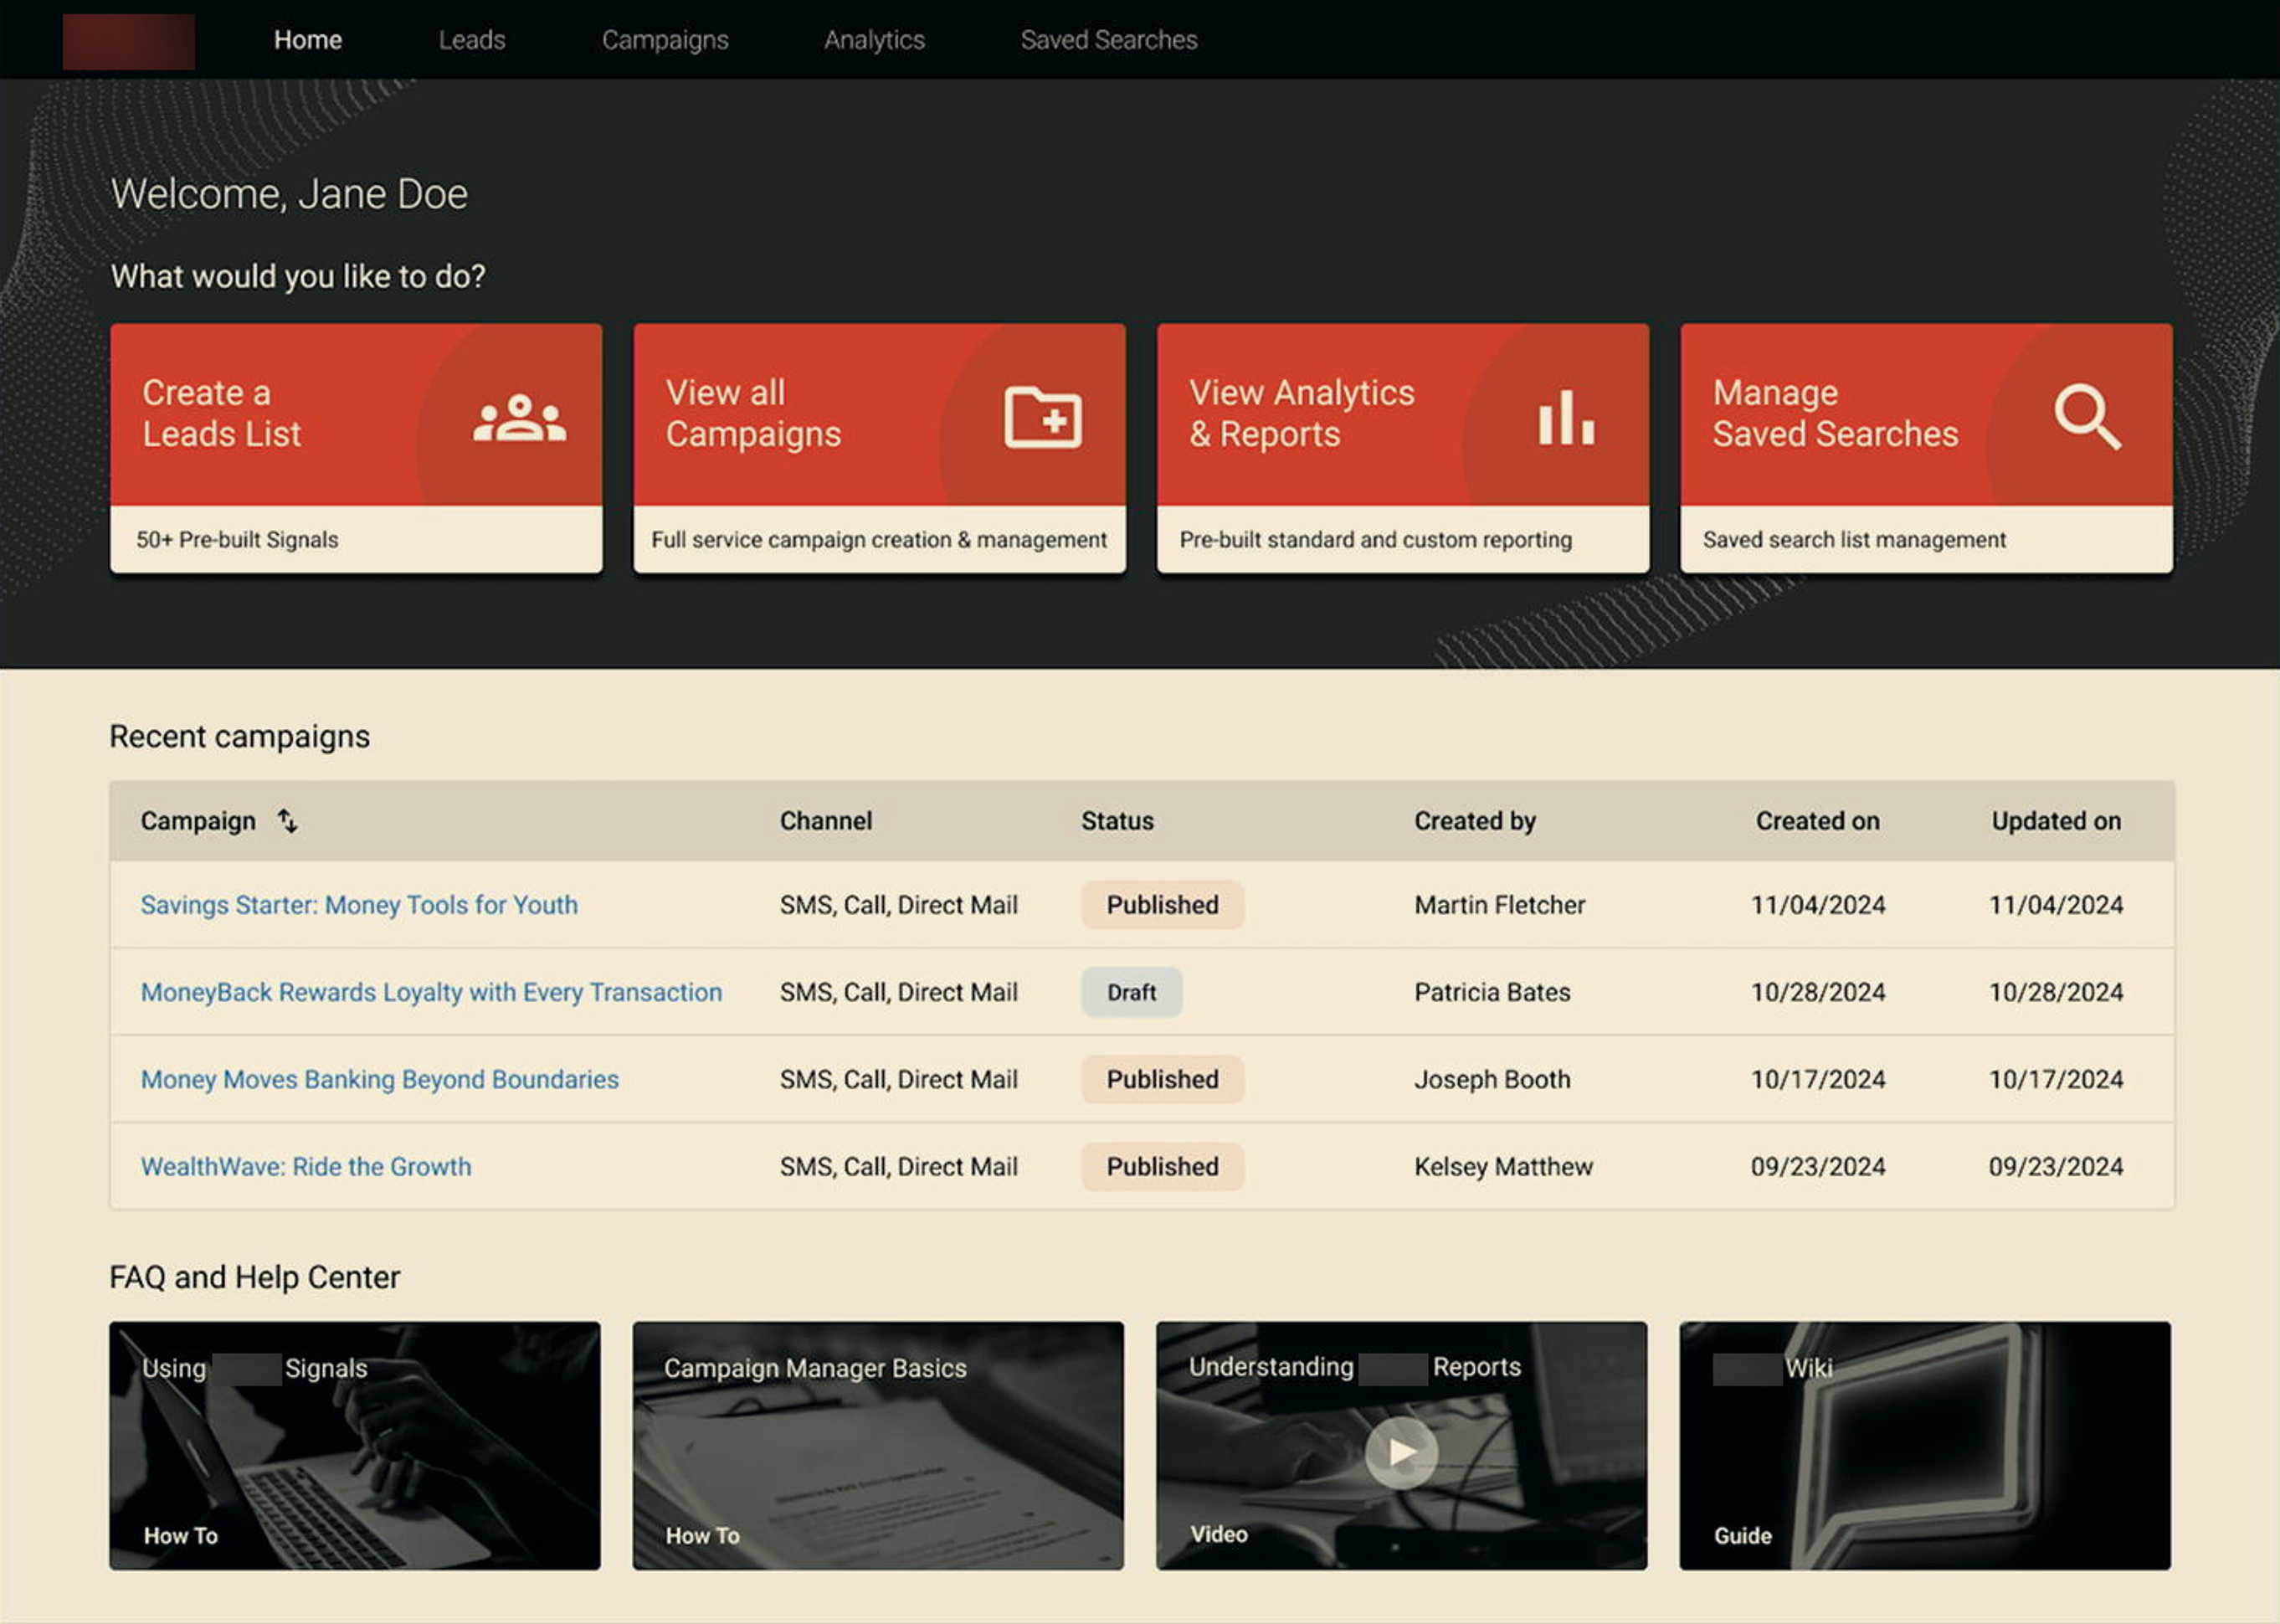 Home Leads Campaigns Analytics Saved Searches
Welcome, Jane Doe
What would you like to do?
Create a
Leads List
50+ Pre-built Signals
View all
Campaigns
Full service campaign creation & management
View Analytics
& Reports
Pre-built standard and custom reporting
Manage
Saved Searches
Saved search list management
Recent campaigns
Campaign Channel Status Created by Created on Updated on
Savings Starter: Money Tools for Youth SMS, Call, Direct Mail Published Martin Fletcher 11/04/2024 11/04/2024
MoneyBack Rewards Loyalty with Every Transaction SMS, Call, Direct Mail Draft Patricia Bates 10/28/2024 10/28/2024
Money Moves Banking Beyond Boundaries SMS, Call, Direct Mail Published Joseph Booth 10/17/2024 10/17/2024
WealthWave: Ride the Growth SMS, Call, Direct Mail Published Kelsey Matthew 09/23/2024 09/23/2024
FAQ and Help Center
Using Signals
How To
Campaign Manager Basics
How To
Understanding Reports
Video
Wiki
Guide